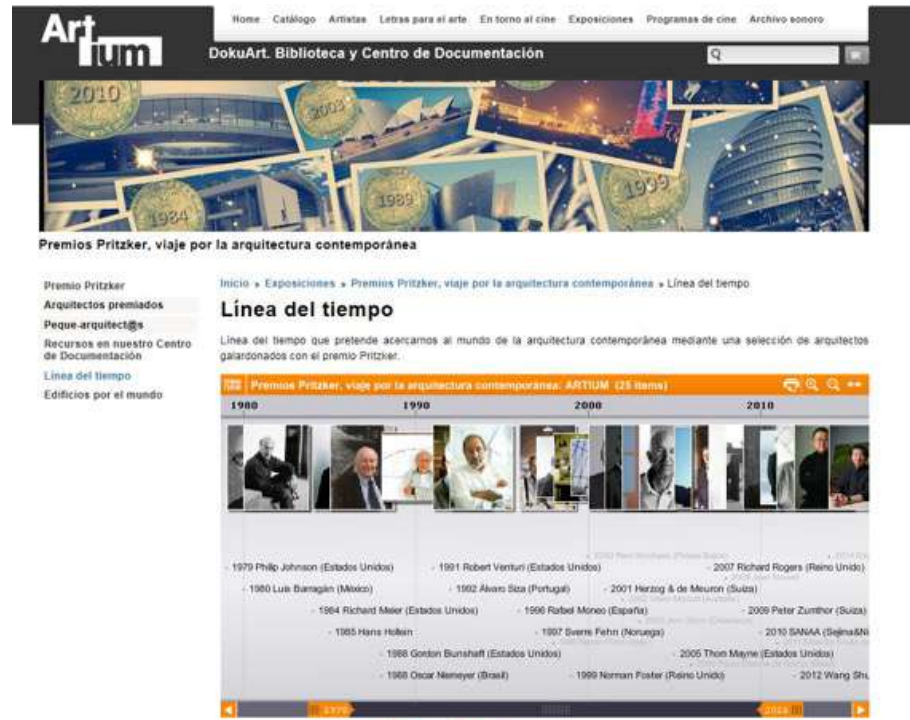 Art
ium
Home Catálogo Artistas Letras para el arte En torno al cine Exposiciones Programas de cine Archivo sonoro
DokuArt. Biblioteca y Centro de Documentación
2010
2003
1984
1989
1999
Premios Pritzker, viaje por la arquitectura contemporánea
Premio Pritzker
Arquitectos premiados
Peque-arquitect@s
Recursos en nuestro Centro
de Documentación
Línea del tiempo
Edificios por el mundo
Inicio » Exposiciones » Premios Pritzker, viaje por la arquitectura contemporánea » Línea del tiempo
Línea del tiempo
Línea del tiempo que pretende acercarnos al mundo de la arquitectura contemporánea mediante una selección de arquitectos
galardonados con el premio Pritzker.
Premios Pritzker, viaje por la arquitectura contemporánea: ARTIUM (25 items)
1980 1990 2000 2010
1979 Philip Johnson (Estados Unidos) 1991 Robert Venturi (Estados Unidos) 2007 Richard Rogers (Reino Unido)
1980 Luis Barragán (México) 1992 Álvaro Siza (Portugal) 2001 Herzog & de Meuron (Suiza)
1984 Richard Meier (Estados Unidos) 1996 Rafael Moneo (España) 2009 Peter Zumthor (Suiza)
1985 Hans Hollein 1997 Sverre Fehn (Noruega) 2010 SANAA (Sejima&Ni
1988 Gordon Bunshaft (Estados Unidos) 2005 Thom Mayne (Estados Unidos)
1988 Oscar Niemeyer (Brasil) 1999 Norman Foster (Reino Unido) 2012 Wang Shu
1970